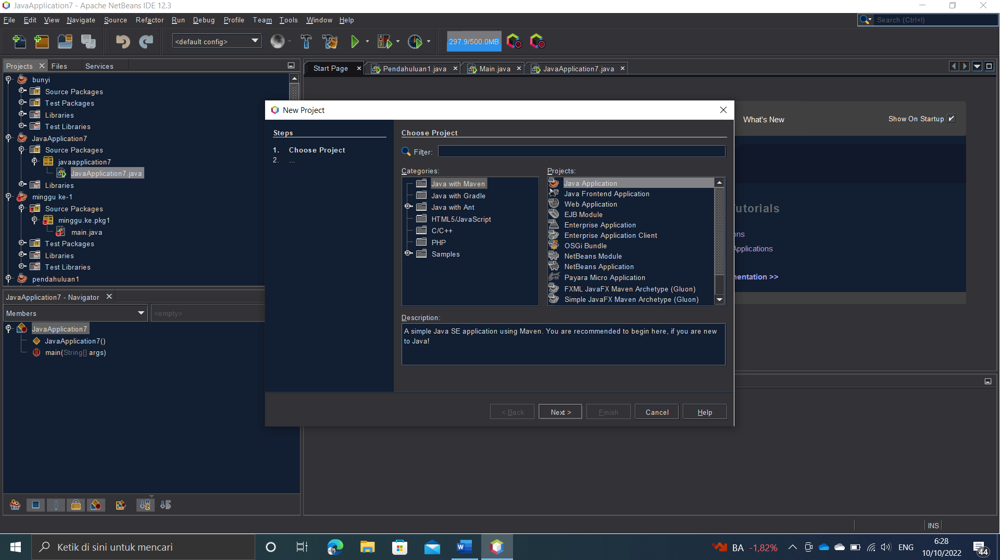 JavaApplication7 - Apache NetBeans IDE 12.3
File Edit View Navigate Source Refactor Run Debug Profile Team Tools Window Help
Search (Ctrl+I)
<default config>
297.9/500.0MB
Projects Files Services
Start Page Pendahuluan1.java Main.java JavaApplication7.java
bunyi
Source Packages
Test Packages
Libraries
Test Libraries
JavaApplication7
Source Packages
javaapplication7
JavaApplication7.java
Libraries
minggu ke-1
Source Packages
minggu.ke.pkg1
main.java
Test Packages
Libraries
Test Libraries
pendahuluan1
JavaApplication7 - Navigator
Members
<empty>
JavaApplication7
JavaApplication7()
main(String[] args)
New Project
Steps
1. Choose Project
2. ...
Choose Project
Filter:
Categories:
Java with Maven
Java with Gradle
Java with Ant
HTML5/JavaScript
C/C++
PHP
Samples
Projects:
Java Application
Java Frontend Application
Web Application
EJB Module
Enterprise Application
Enterprise Application Client
OSGi Bundle
NetBeans Module
NetBeans Application
Payara Micro Application
FXML JavaFX Maven Archetype (Gluon)
Simple JavaFX Maven Archetype (Gluon)
Description:
A simple Java SE application using Maven. You are recommended to begin here, if you are new
to Java!
< Back Next > Finish Cancel Help
What's New
Show On Startup
utorials
ons
Applications
nentation >>
INS
Ketik di sini untuk mencari
BA -1,82%
ENG
6:28
10/10/2022
44